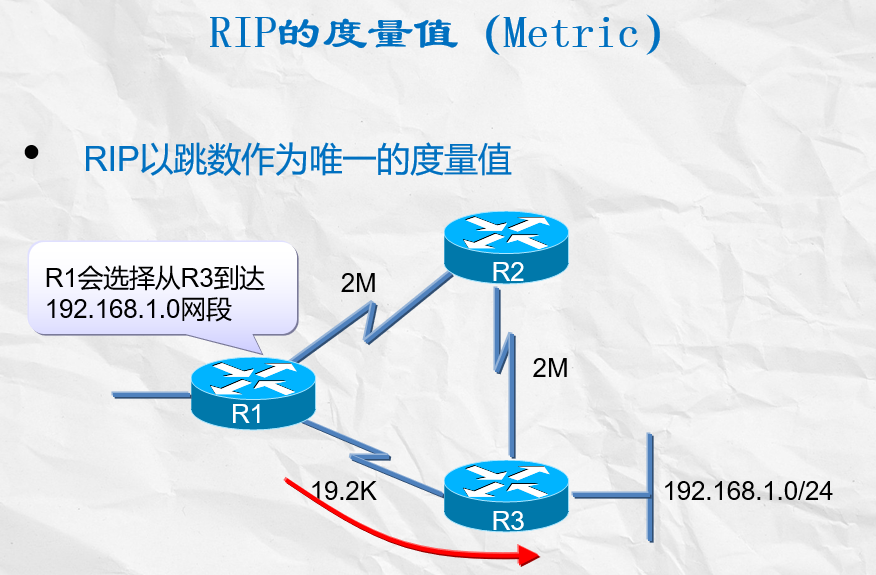 RIP的度量值（Metric）
• RIP以跳数作为唯一的度量值
R1会选择从R3到达
192.168.1.0网段
2M
R2
2M
R1
19.2K
R3
192.168.1.0/24